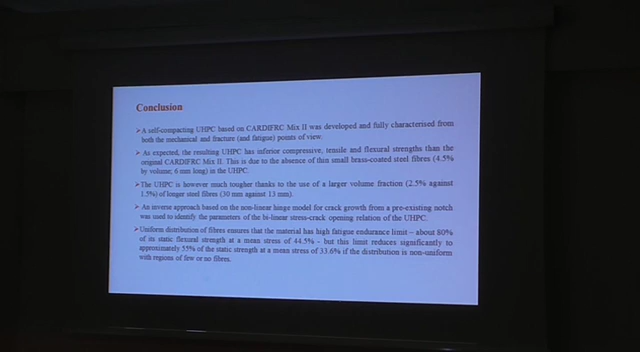 Conclusion
➢ A self-compacting UHPC based on CARDIFRC Mix II was developed and fully characterised from
both the mechanical and fracture (and fatigue) points of view.
➢ As expected, the resulting UHPC has inferior compressive, tensile and flexural strengths than the
original CARDIFRC Mix II. This is due to the absence of thin small brass-coated steel fibres (4.5%
by volume; 6 mm long) in the UHPC.
➢ The UHPC is however much tougher thanks to the use of a larger volume fraction (2.5% against
1.5%) of longer steel fibres (30 mm against 13 mm).
➢ An inverse approach based on the non-linear hinge model for crack growth from a pre-existing notch
was used to identify the parameters of the bi-linear stress-crack opening relation of the UHPC.
➢ Uniform distribution of fibres ensures that the material has high fatigue endurance limit – about 80%
of its static flexural strength at a mean stress of 44.5% - but this limit reduces significantly to
approximately 55% of the static strength at a mean stress of 33.6% if the distribution is non-uniform
with regions of few or no fibres.